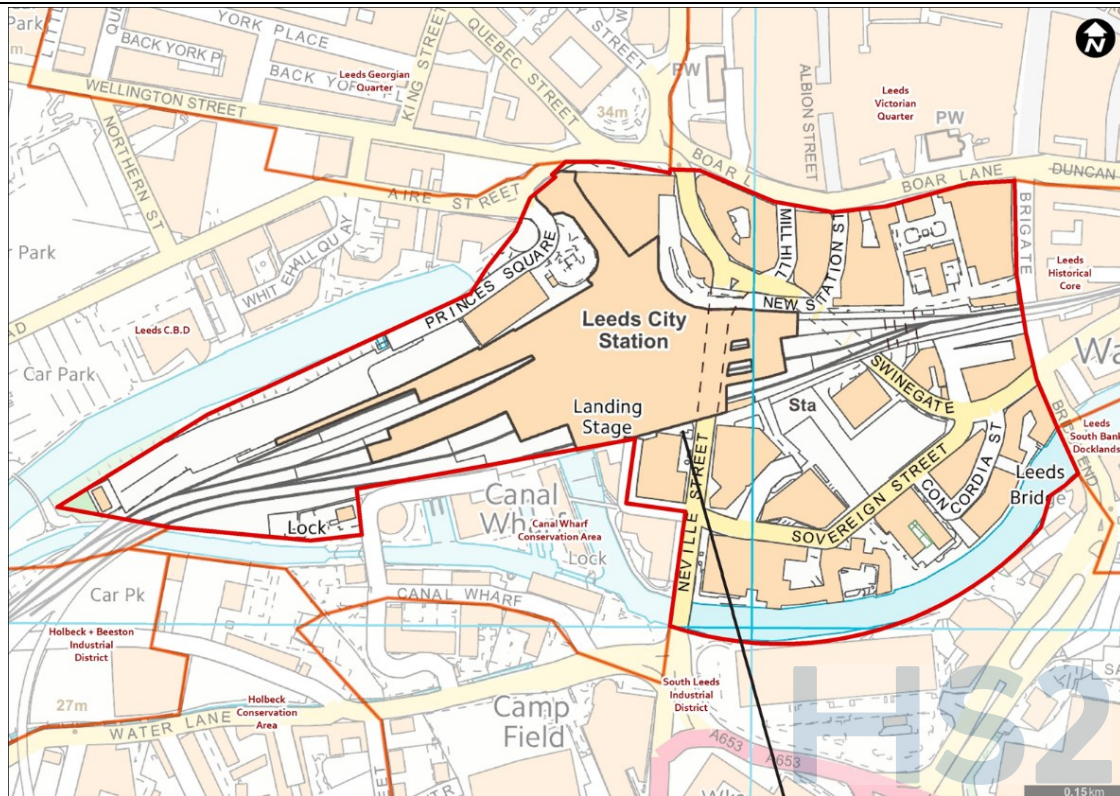 Park
YORK PLACE
BACK YORK P
BACK YOR
QUEBEC STREET
KING STREET
Leeds Georgian
Quarter
WELLINGTON STREET
NORTHERN ST
34m
PW
ALBION STREET
Leeds
Victorian
Quarter
PW
N
BOAR L
BOAR LANE
DUNCAN
AIRE STREET
WHITEHALL QUAY
PRINCES SQUARE
MILL HILL
NEW STATION ST
BRIGGATE
Leeds
Historical
Core
r Park
Leeds C.B.D
Car Park
NEW STATION
Leeds City
Station
Landing
Stage
Sta
SWINEGATE
Wa
Leeds
South Bank
Docklands
CONCORDIA ST
Leeds
Bridge
SOVEREIGN STREET
NEVILLE STREET
Canal
Wharf
Canal Wharf
Conservation Area
Lock
Lock
CANAL WHARF
Car Pk
Holbeck + Beeston
Industrial
District
27m
Holbeck
Conservation
Area
WATER LANE
South Leeds
Industrial
District
Camp
Field
A653
A653
HS2
0.15km